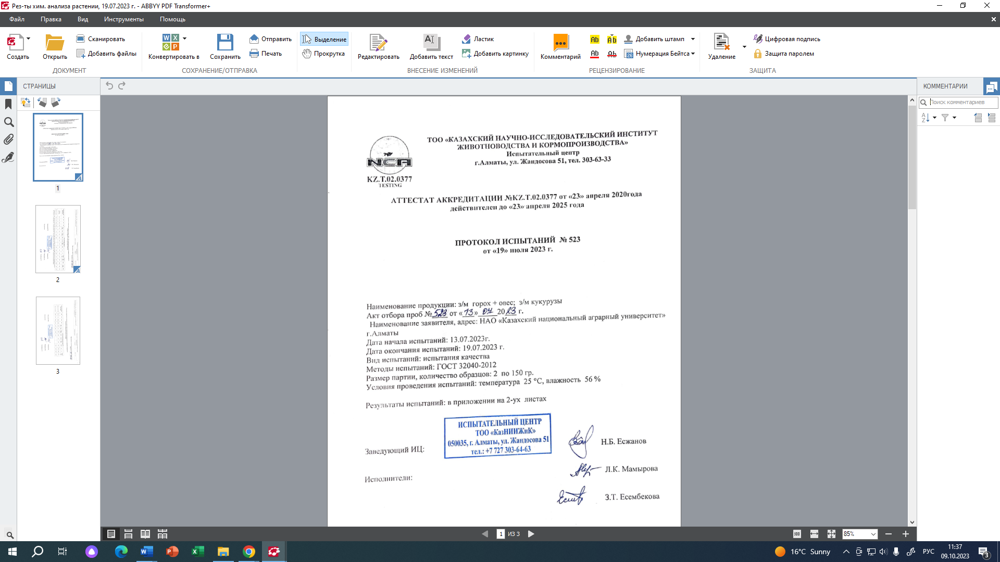 Рез-ты хим. анализа растении, 19.07.2023 г. - ABBYY PDF Transformer+
Файл Правка Вид Инструменты Помощь
Создать Открыть Сканировать Добавить файлы
ДОКУМЕНТ
Конвертировать в Сохранить Отправить Печать
СОХРАНЕНИЕ/ОТПРАВКА
Выделение
Прокрутка
Редактировать Добавить текст Ластик Добавить картинку
ВНЕСЕНИЕ ИЗМЕНЕНИЙ
Комментарий Добавить штамп Нумерация Бейтса
РЕЦЕНЗИРОВАНИЕ
Удаление Цифровая подпись Защита паролем
ЗАЩИТА
СТРАНИЦЫ
1
2
3
КОММЕНТАРИИ
Поиск комментариев
NCA
KZ.T.02.0377
TESTING
ТОО «КАЗАХСКИЙ НАУЧНО-ИССЛЕДОВАТЕЛЬСКИЙ ИНСТИТУТ
ЖИВОТНОВОДСТВА И КОРМОПРОИЗВОДСТВА»
Испытательный центр
г.Алматы, ул. Жандосова 51, тел. 303-63-33
АТТЕСТАТ АККРЕДИТАЦИИ №KZ.T.02.0377 от «23» апреля 2020года
действителен до «23» апреля 2025 года
ПРОТОКОЛ ИСПЫТАНИЙ № 523
от «19» июля 2023 г.
Наименование продукции: з/м горох + овес; з/м кукурузы
Акт отбора проб №523 от «13» 07 2023 г.
Наименование заявителя, адрес: НАО «Казахский национальный аграрный университет»
г.Алматы
Дата начала испытаний: 13.07.2023г.
Дата окончания испытаний: 19.07.2023 г.
Вид испытаний: испытания качества
Методы испытаний: ГОСТ 32040-2012
Размер партии, количество образцов: 2 по 150 гр.
Условия проведения испытаний: температура 25 °С, влажность 56 %
Результаты испытаний: в приложении на 2-ух листах
ИСПЫТАТЕЛЬНЫЙ ЦЕНТР
ТОО «КазНИИЖиК»
050035, г. Алматы, ул. Жандосова 51
тел.: +7 727 303-64-63
Заведующий ИЦ: Н.Б. Есжанов
Исполнители: Л.К. Мамырова
З.Т. Есембекова
1 ИЗ 3
85%
16°C Sunny
РУС
11:37
09.10.2023
3